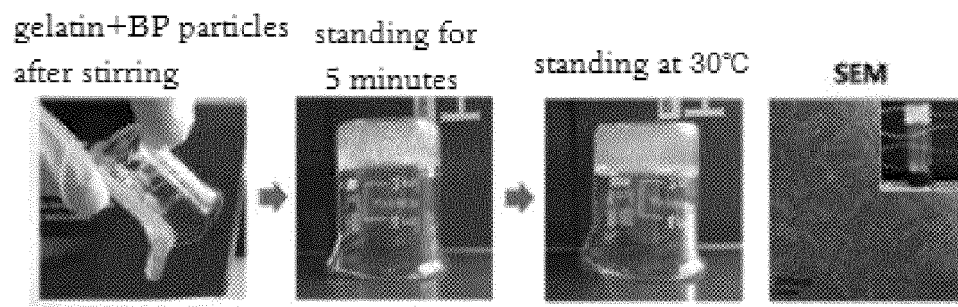 gelatin+BP particles
after stirring
standing for
5 minutes
standing at 30℃
SEM